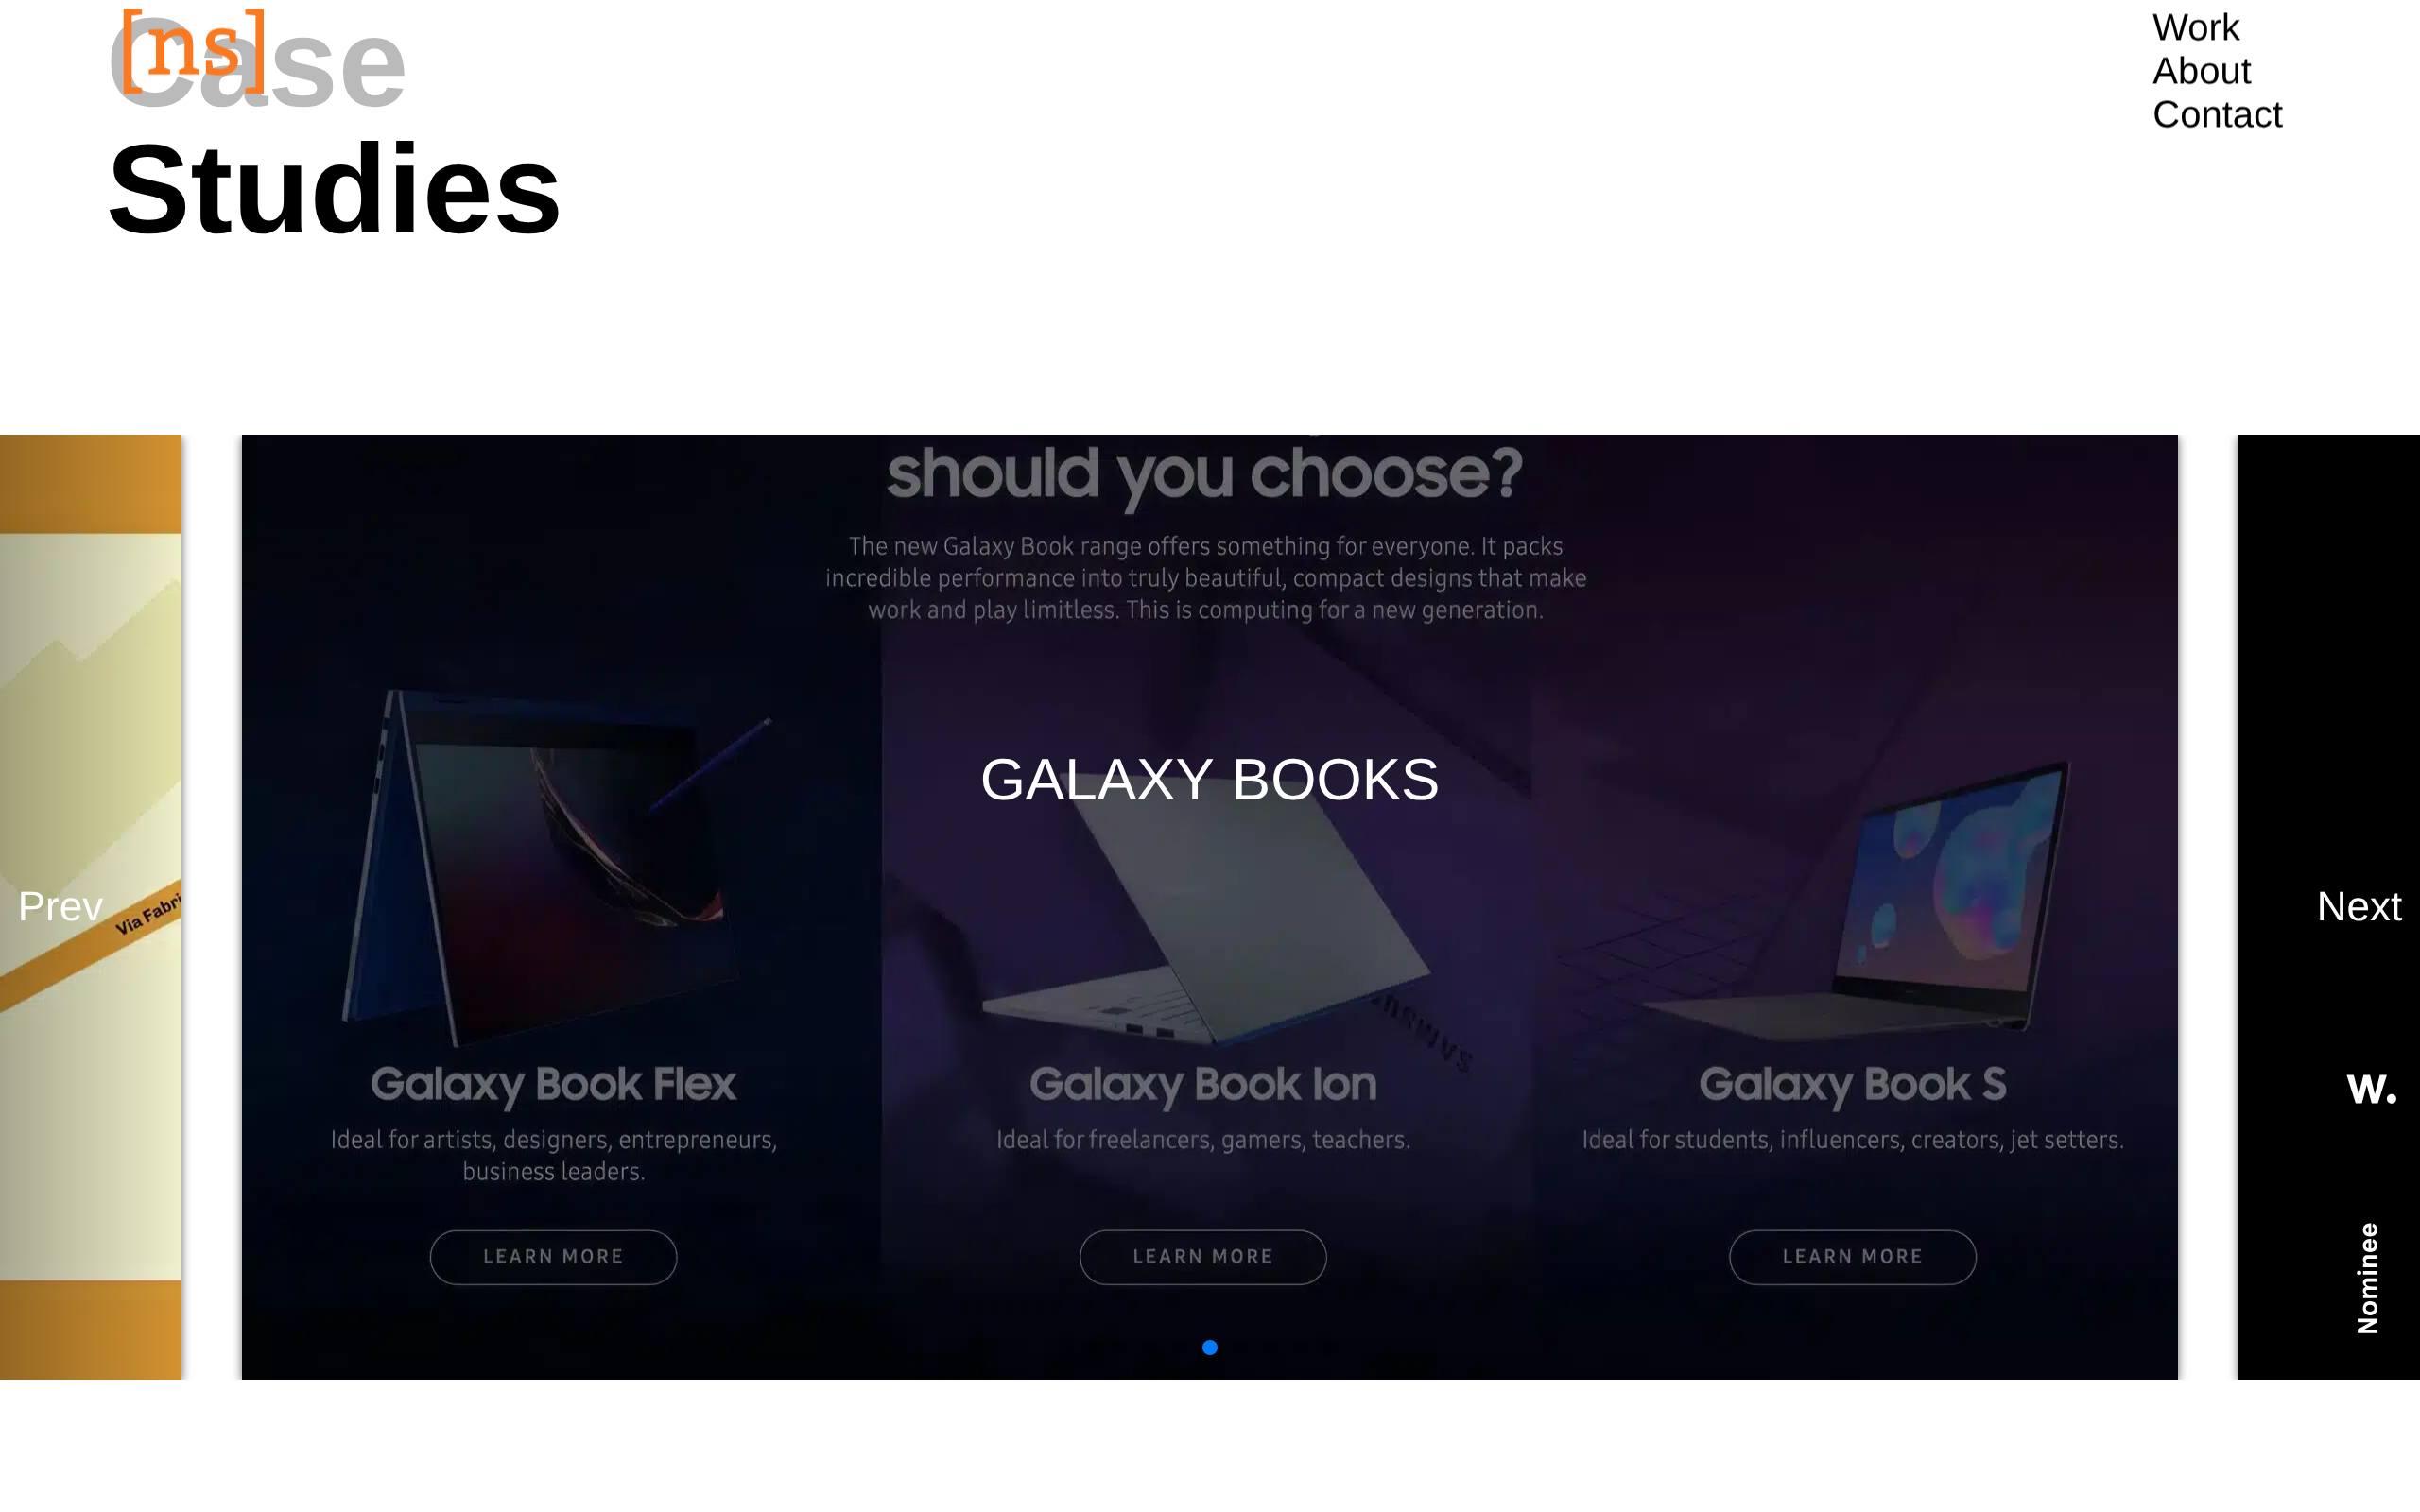 [ns]
Case
Studies
Work
About
Contact
should you choose?
The new Galaxy Book range offers something for everyone. It packs
incredible performance into truly beautiful, compact designs that make
work and play limitless. This is computing for a new generation.
GALAXY BOOKS
Prev
Via Fabri
Next
SAMSUNG
Galaxy Book Flex
Ideal for artists, designers, entrepreneurs,
business leaders.
LEARN MORE
Galaxy Book Ion
Ideal for freelancers, gamers, teachers.
LEARN MORE
Galaxy Book S
Ideal for students, influencers, creators, jet setters.
LEARN MORE
w.
Nominee